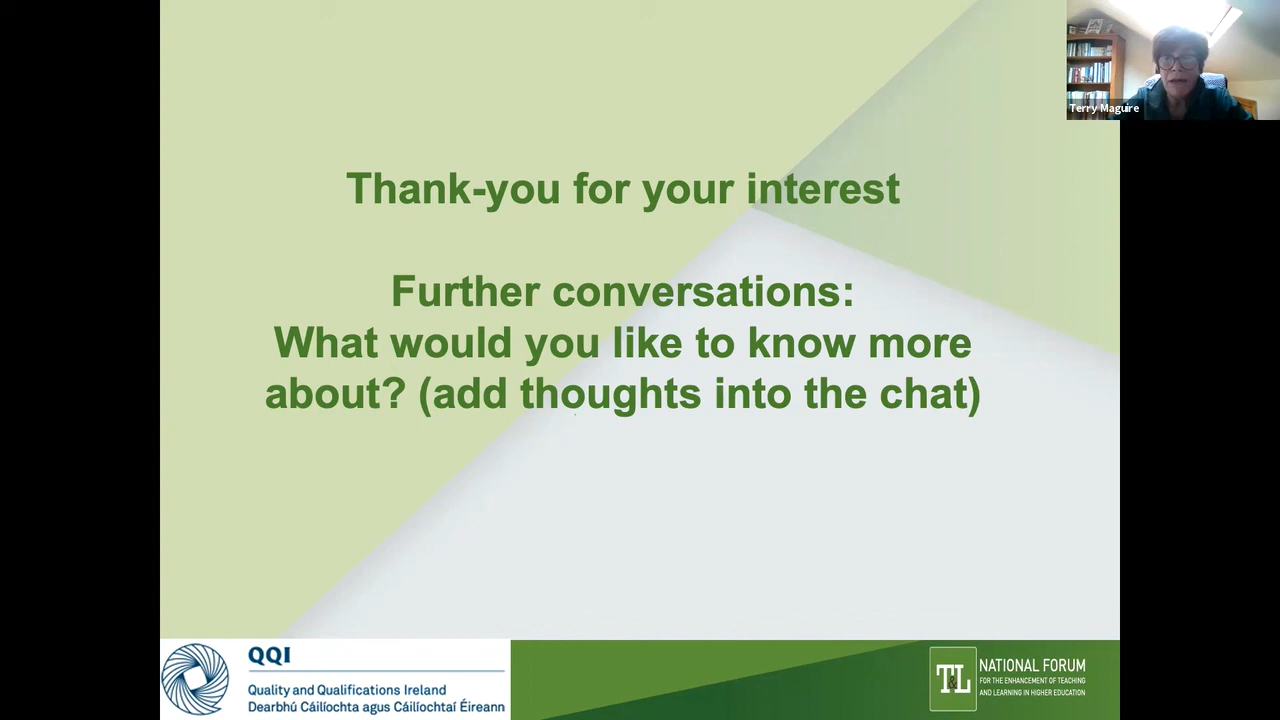 Terry Maguire
Thank-you for your interest
Further conversations:
What would you like to know more
about? (add thoughts into the chat)
QQI
Quality and Qualifications Ireland
Dearbhú Cáilíochta agus Cáilíochtaí Éireann
T&L
NATIONAL FORUM
FOR THE ENHANCEMENT OF TEACHING
AND LEARNING IN HIGHER EDUCATION